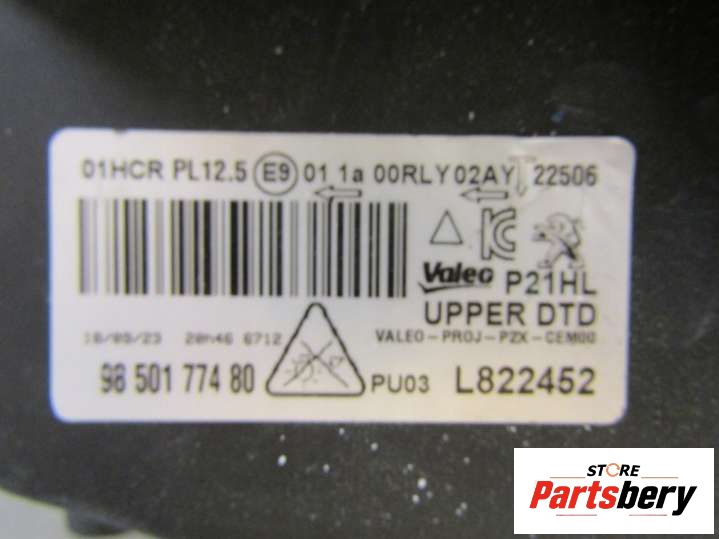 01HCR PL12.5 E9 01 1a 00RLY02AY 22506
KC
Valeo P21HL
UPPER DTD
18/05/23 20h46 6712 VALEO-PROJ-PZX-CEM00
98 501 774 80 PU03 L822452
STORE
Partsbery